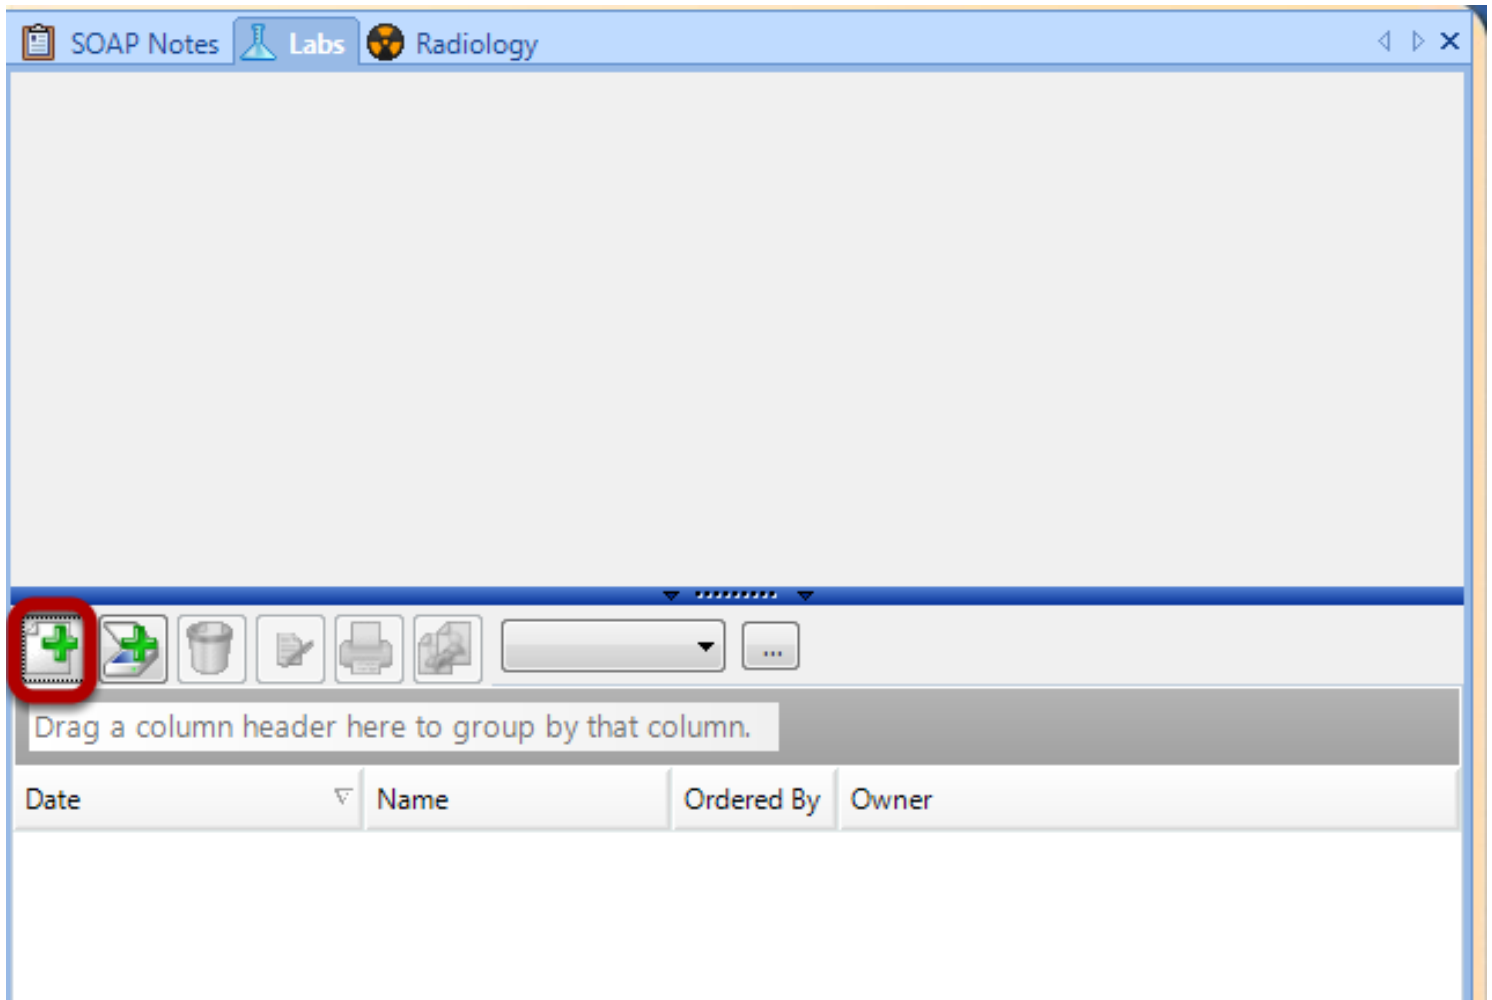 SOAP Notes Labs Radiology
...
Drag a column header here to group by that column.
Date Name Ordered By Owner